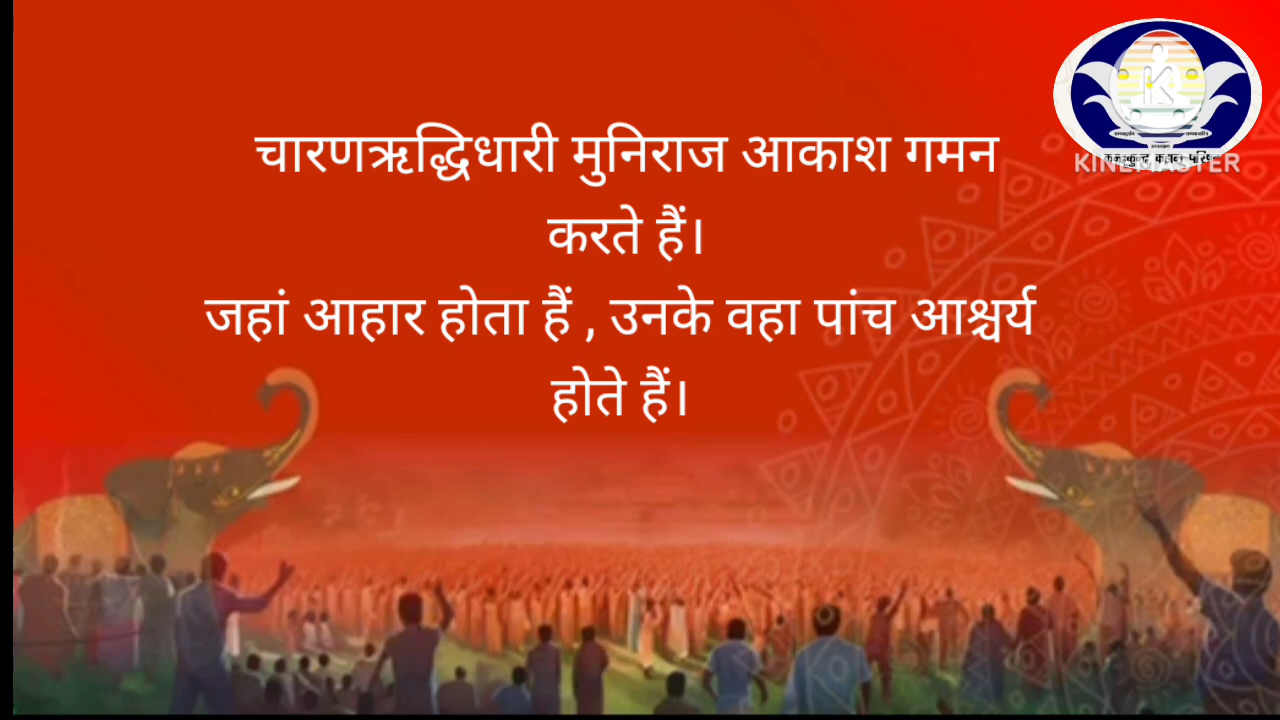 चारणऋद्धिधारी मुनिराज आकाश गमन
करते हैं।
जहां आहार होता हैं , उनके वहा पांच आश्चर्य
होते हैं।
KINEMASTER